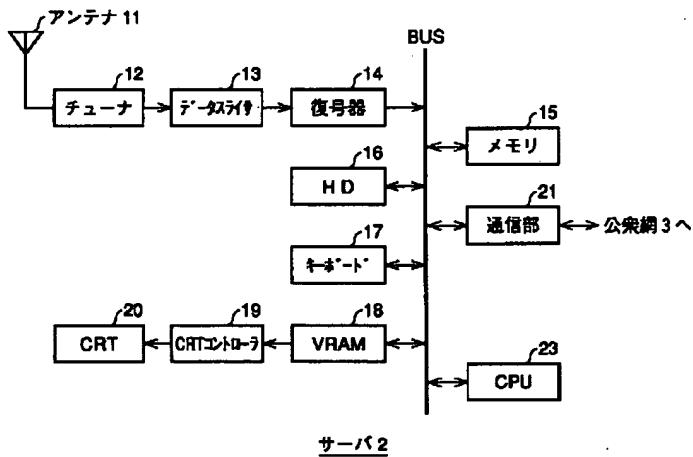 アンテナ 11
BUS
12
チューナ
13
データスライサ
14
復号器
15
メモリ
16
HD
21
通信部
公衆網3へ
17
キーボード
20
CRT
19
CRTコントローラ
18
VRAM
23
CPU
サーバ2